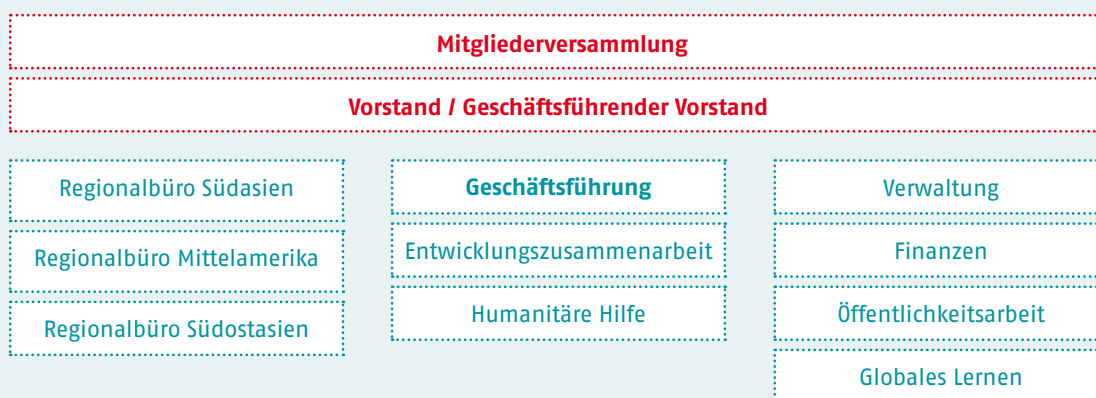 Mitgliederversammlung
Vorstand / Geschäftsführender Vorstand
Regionalbüro Südasien
Regionalbüro Mittelamerika
Regionalbüro Südostasien
Geschäftsführung
Entwicklungszusammenarbeit
Humanitäre Hilfe
Verwaltung
Finanzen
Öffentlichkeitsarbeit
Globales Lernen